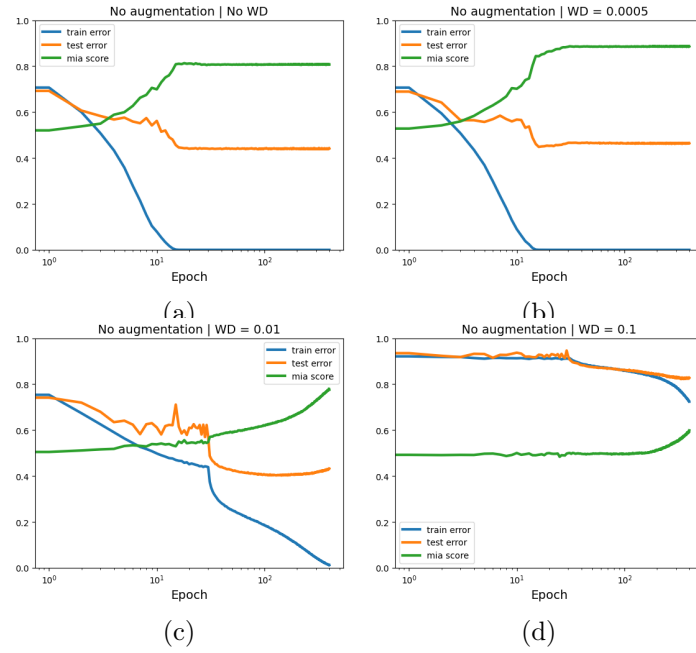 No augmentation | No WD
train error
test error
mia score
1.0
0.8
0.6
0.4
0.2
0.0
10⁰
10¹
10²
Epoch
(a)
No augmentation | WD = 0.0005
train error
test error
mia score
1.0
0.8
0.6
0.4
0.2
0.0
10⁰
10¹
10²
Epoch
(b)
No augmentation | WD = 0.01
train error
test error
mia score
1.0
0.8
0.6
0.4
0.2
0.0
10⁰
10¹
10²
Epoch
(c)
No augmentation | WD = 0.1
1.0
0.8
0.6
0.4
0.2
0.0
train error
test error
mia score
10⁰
10¹
10²
Epoch
(d)